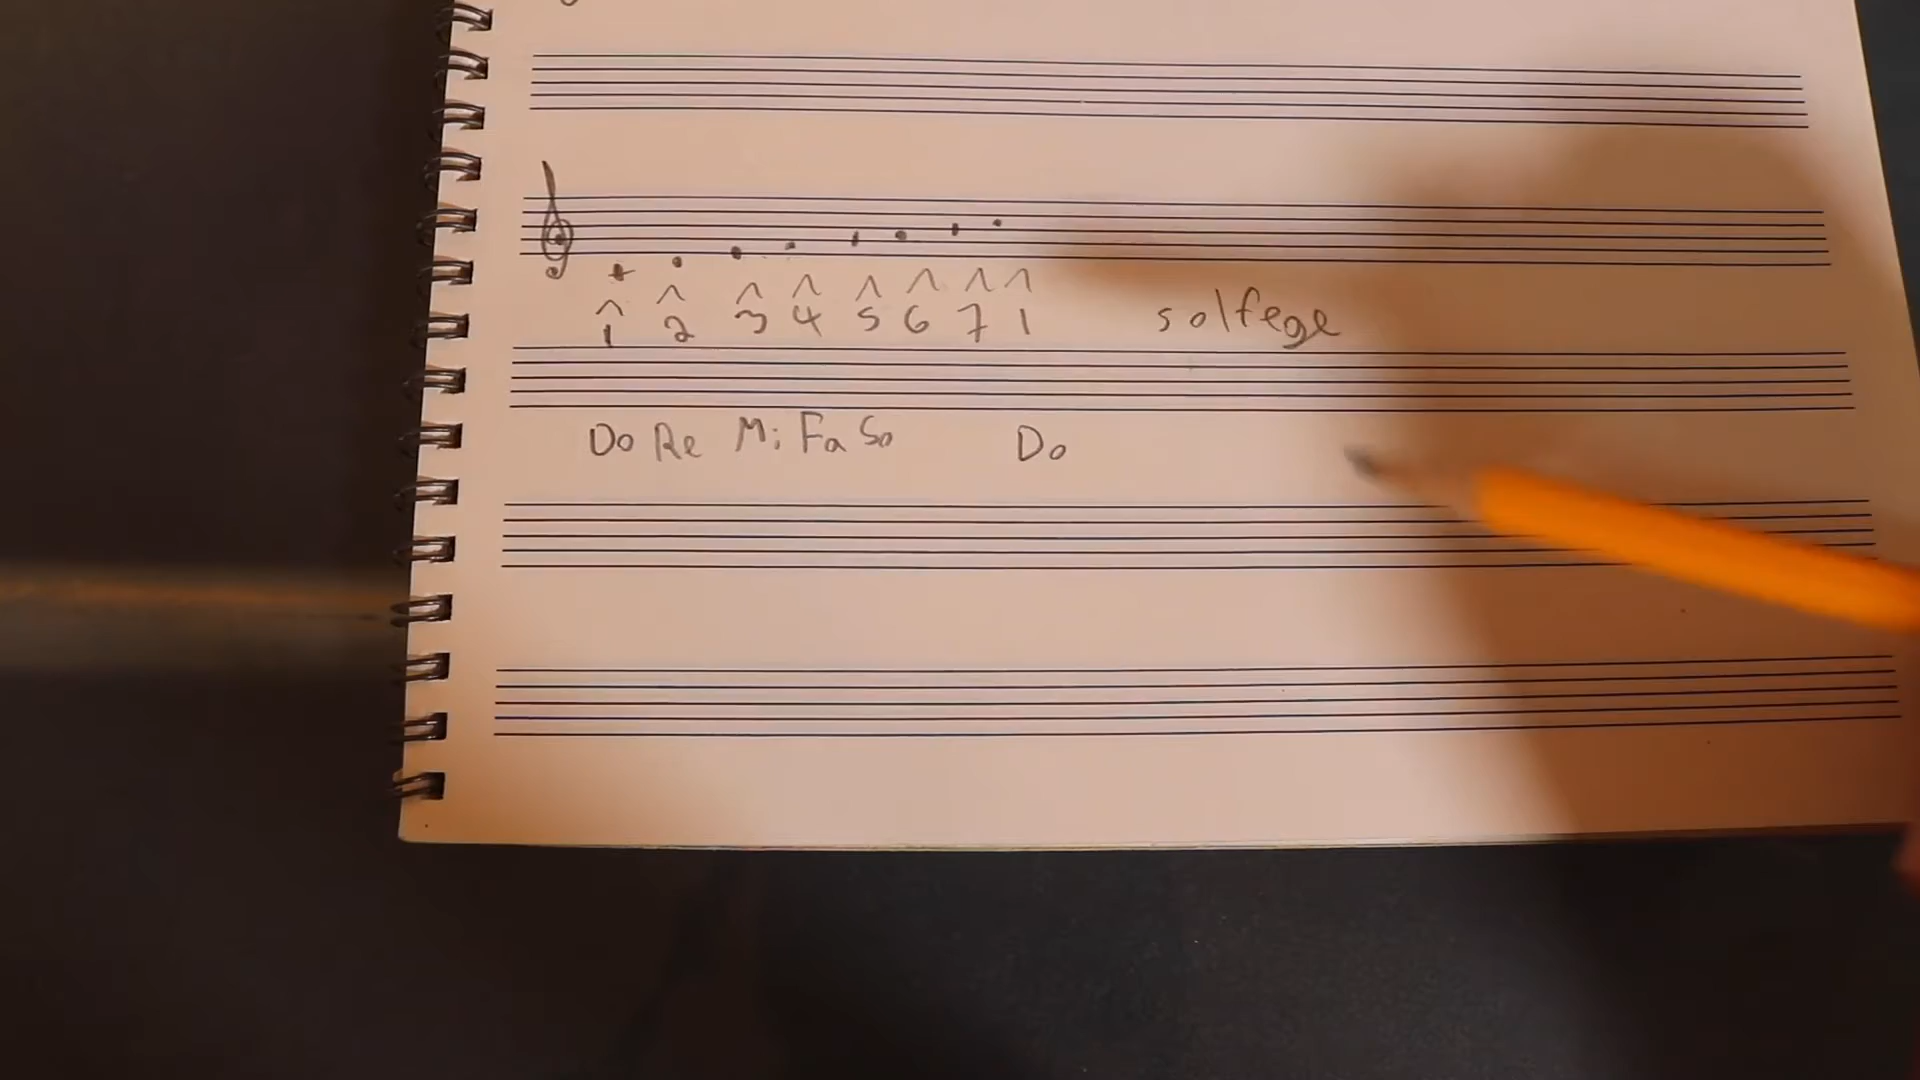 ^ ^ ^ ^ ^ ^ ^ ^
1 2 3 4 5 6 7 1 solfege
Do Re Mi Fa So Do